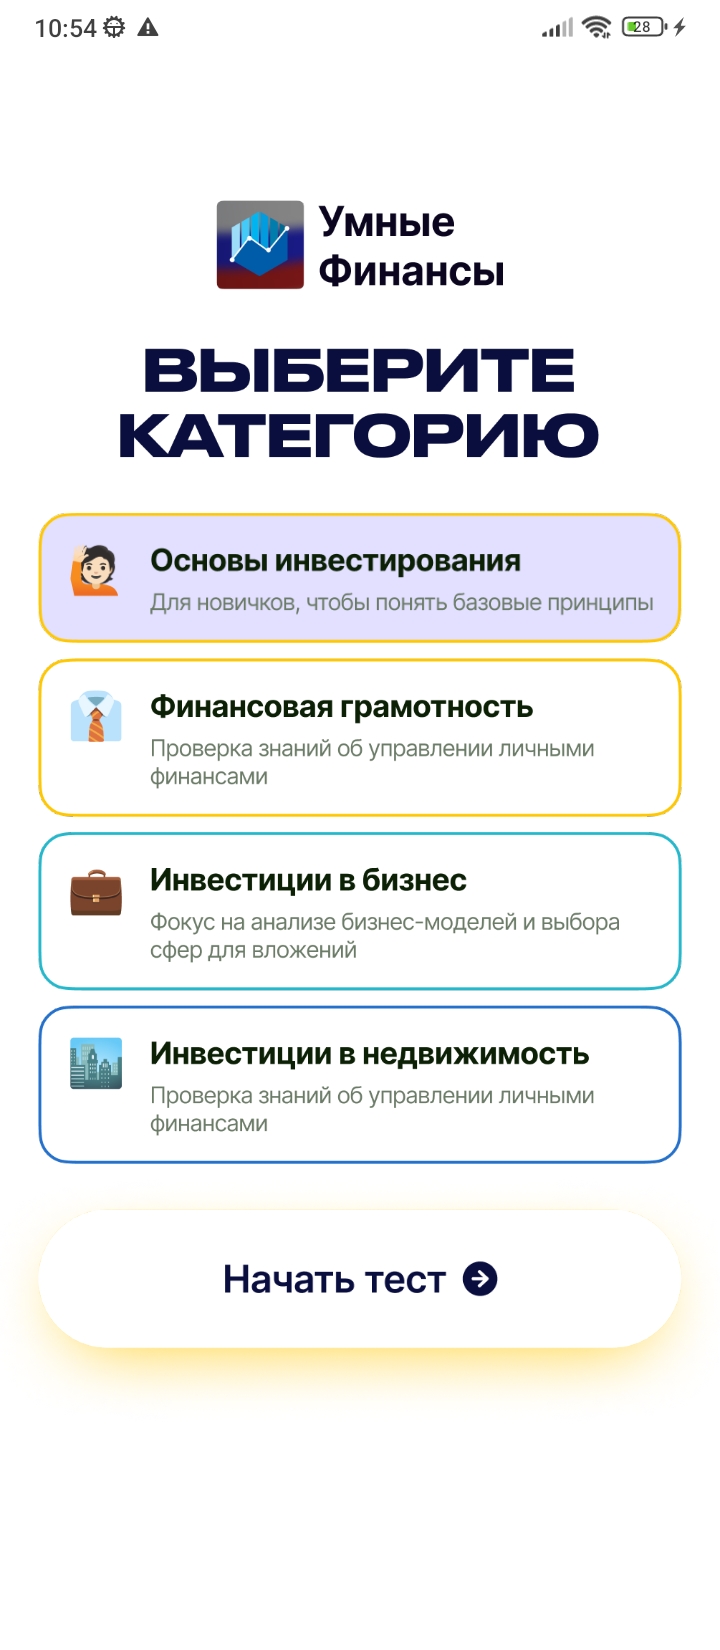 10:54
28
Умные
Финансы
ВЫБЕРИТЕ
КАТЕГОРИЮ
Основы инвестирования
Для новичков, чтобы понять базовые принципы
Финансовая грамотность
Проверка знаний об управлении личными
финансами
Инвестиции в бизнес
Фокус на анализе бизнес-моделей и выбора
сфер для вложений
Инвестиции в недвижимость
Проверка знаний об управлении личными
финансами
Начать тест